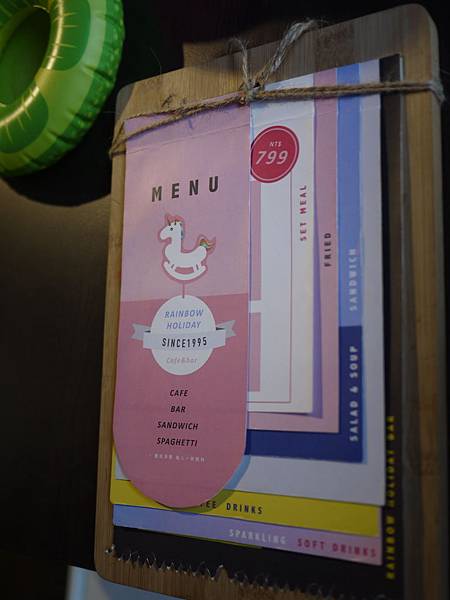 MENU
RAINBOW
HOLIDAY
SINCE1995
Cafe&bar
CAFE
BAR
SANDWICH
SPAGHETTI
NT$
799
SET MEAL
FRIED
SANDWICH
SALAD & SOUP
DRINKS
SPARKLING SOFT DRINKS
RAINBOW HOLIDAY BAR